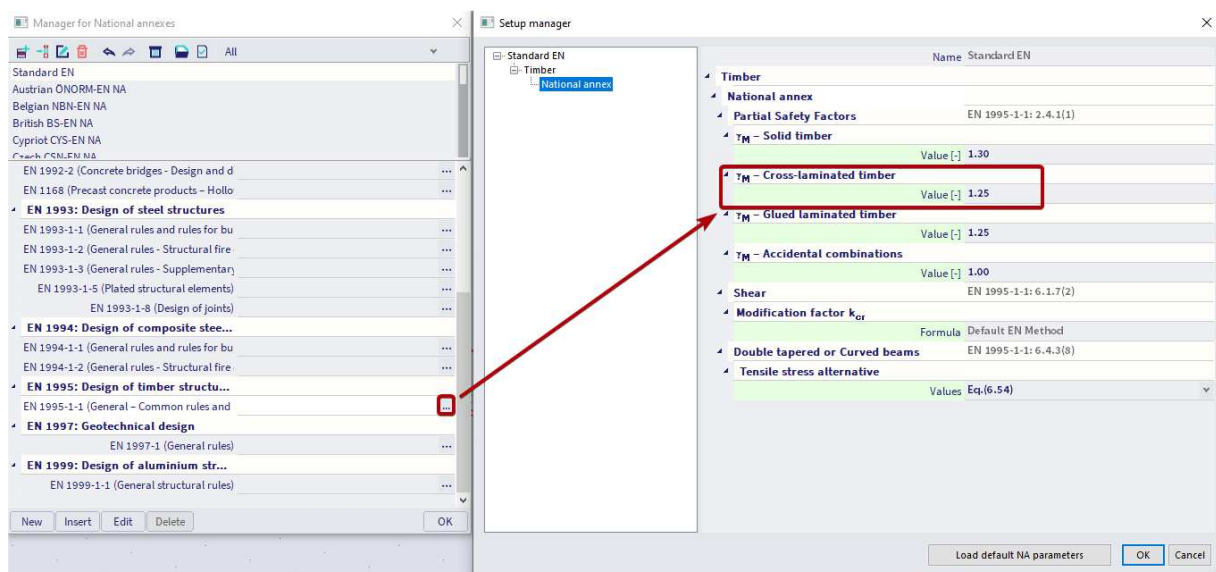 Manager for National annexes
All
Standard EN
Austrian ÖNORM-EN NA
Belgian NBN-EN NA
British BS-EN NA
Cypriot CYS-EN NA
Czech CSN-EN NA
EN 1992-2 (Concrete bridges - Design and d ...
EN 1168 (Precast concrete products – Hollo ...
EN 1993: Design of steel structures
EN 1993-1-1 (General rules and rules for bu ...
EN 1993-1-2 (General rules - Structural fire ...
EN 1993-1-3 (General rules - Supplementary ...
EN 1993-1-5 (Plated structural elements) ...
EN 1993-1-8 (Design of joints) ...
EN 1994: Design of composite stee...
EN 1994-1-1 (General rules and rules for bu ...
EN 1994-1-2 (General rules - Structural fire ...
EN 1995: Design of timber structu...
EN 1995-1-1 (General – Common rules and ...
EN 1997: Geotechnical design
EN 1997-1 (General rules) ...
EN 1999: Design of aluminium str...
EN 1999-1-1 (General structural rules) ...
New Insert Edit Delete OK
Setup manager
Standard EN
Timber
National annex
Name Standard EN
Timber
National annex
Partial Safety Factors EN 1995-1-1: 2.4.1(1)
γM – Solid timber
Value [-] 1.30
γM – Cross-laminated timber
Value [-] 1.25
γM – Glued laminated timber
Value [-] 1.25
γM – Accidental combinations
Value [-] 1.00
Shear EN 1995-1-1: 6.1.7(2)
Modification factor kcr
Formula Default EN Method
Double tapered or Curved beams EN 1995-1-1: 6.4.3(8)
Tensile stress alternative
Values Eq.(6.54)
Load default NA parameters OK Cancel